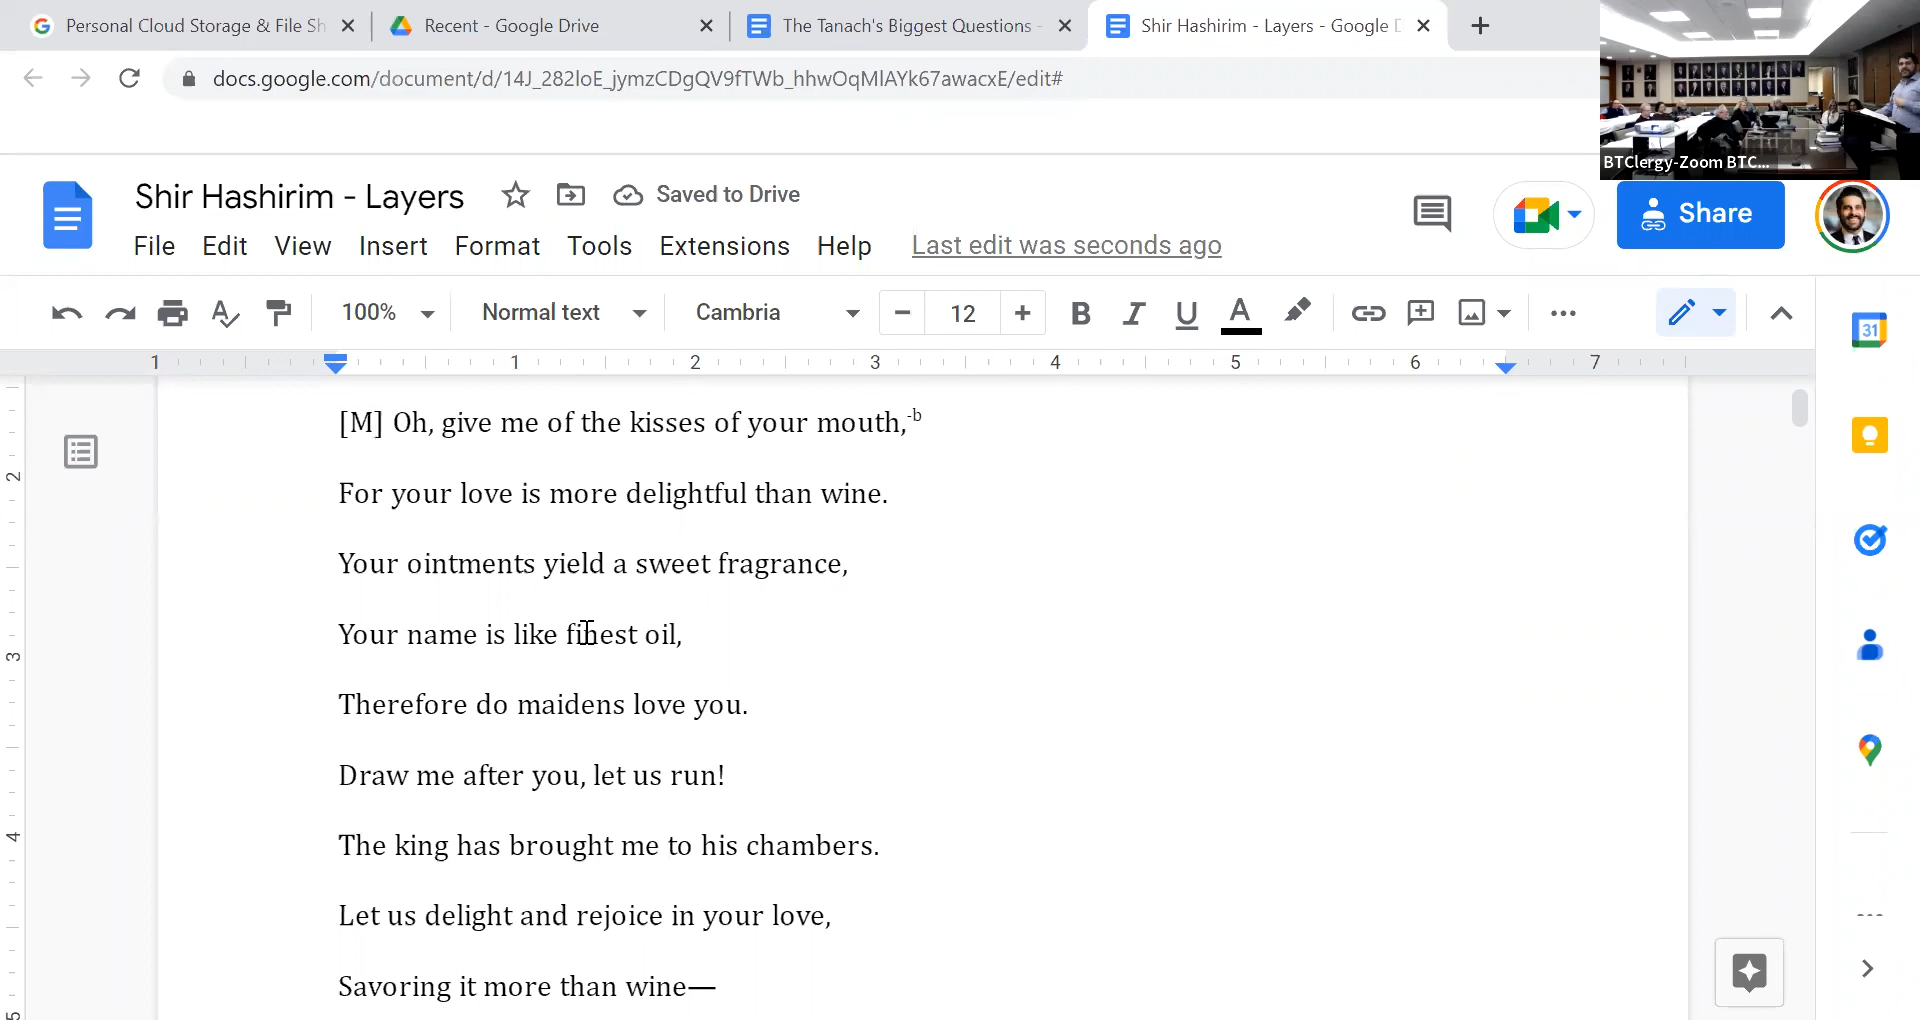 Personal Cloud Storage & File Sh
Recent - Google Drive
The Tanach's Biggest Questions -
Shir Hashirim - Layers - Google D
docs.google.com/document/d/14J_282loE_jymzCDgQV9fTWb_hhwOqMlAYk67awacxE/edit#
BTClergy-Zoom BTC...
Shir Hashirim - Layers
Saved to Drive
Share
File Edit View Insert Format Tools Extensions Help Last edit was seconds ago
100% Normal text Cambria - 12 + B I U A
31
1 1 2 3 4 5 6 7
[M] Oh, give me of the kisses of your mouth,-b
2
For your love is more delightful than wine.
Your ointments yield a sweet fragrance,
Your name is like finest oil,
3
Therefore do maidens love you.
Draw me after you, let us run!
4
The king has brought me to his chambers.
Let us delight and rejoice in your love,
Savoring it more than wine—
5